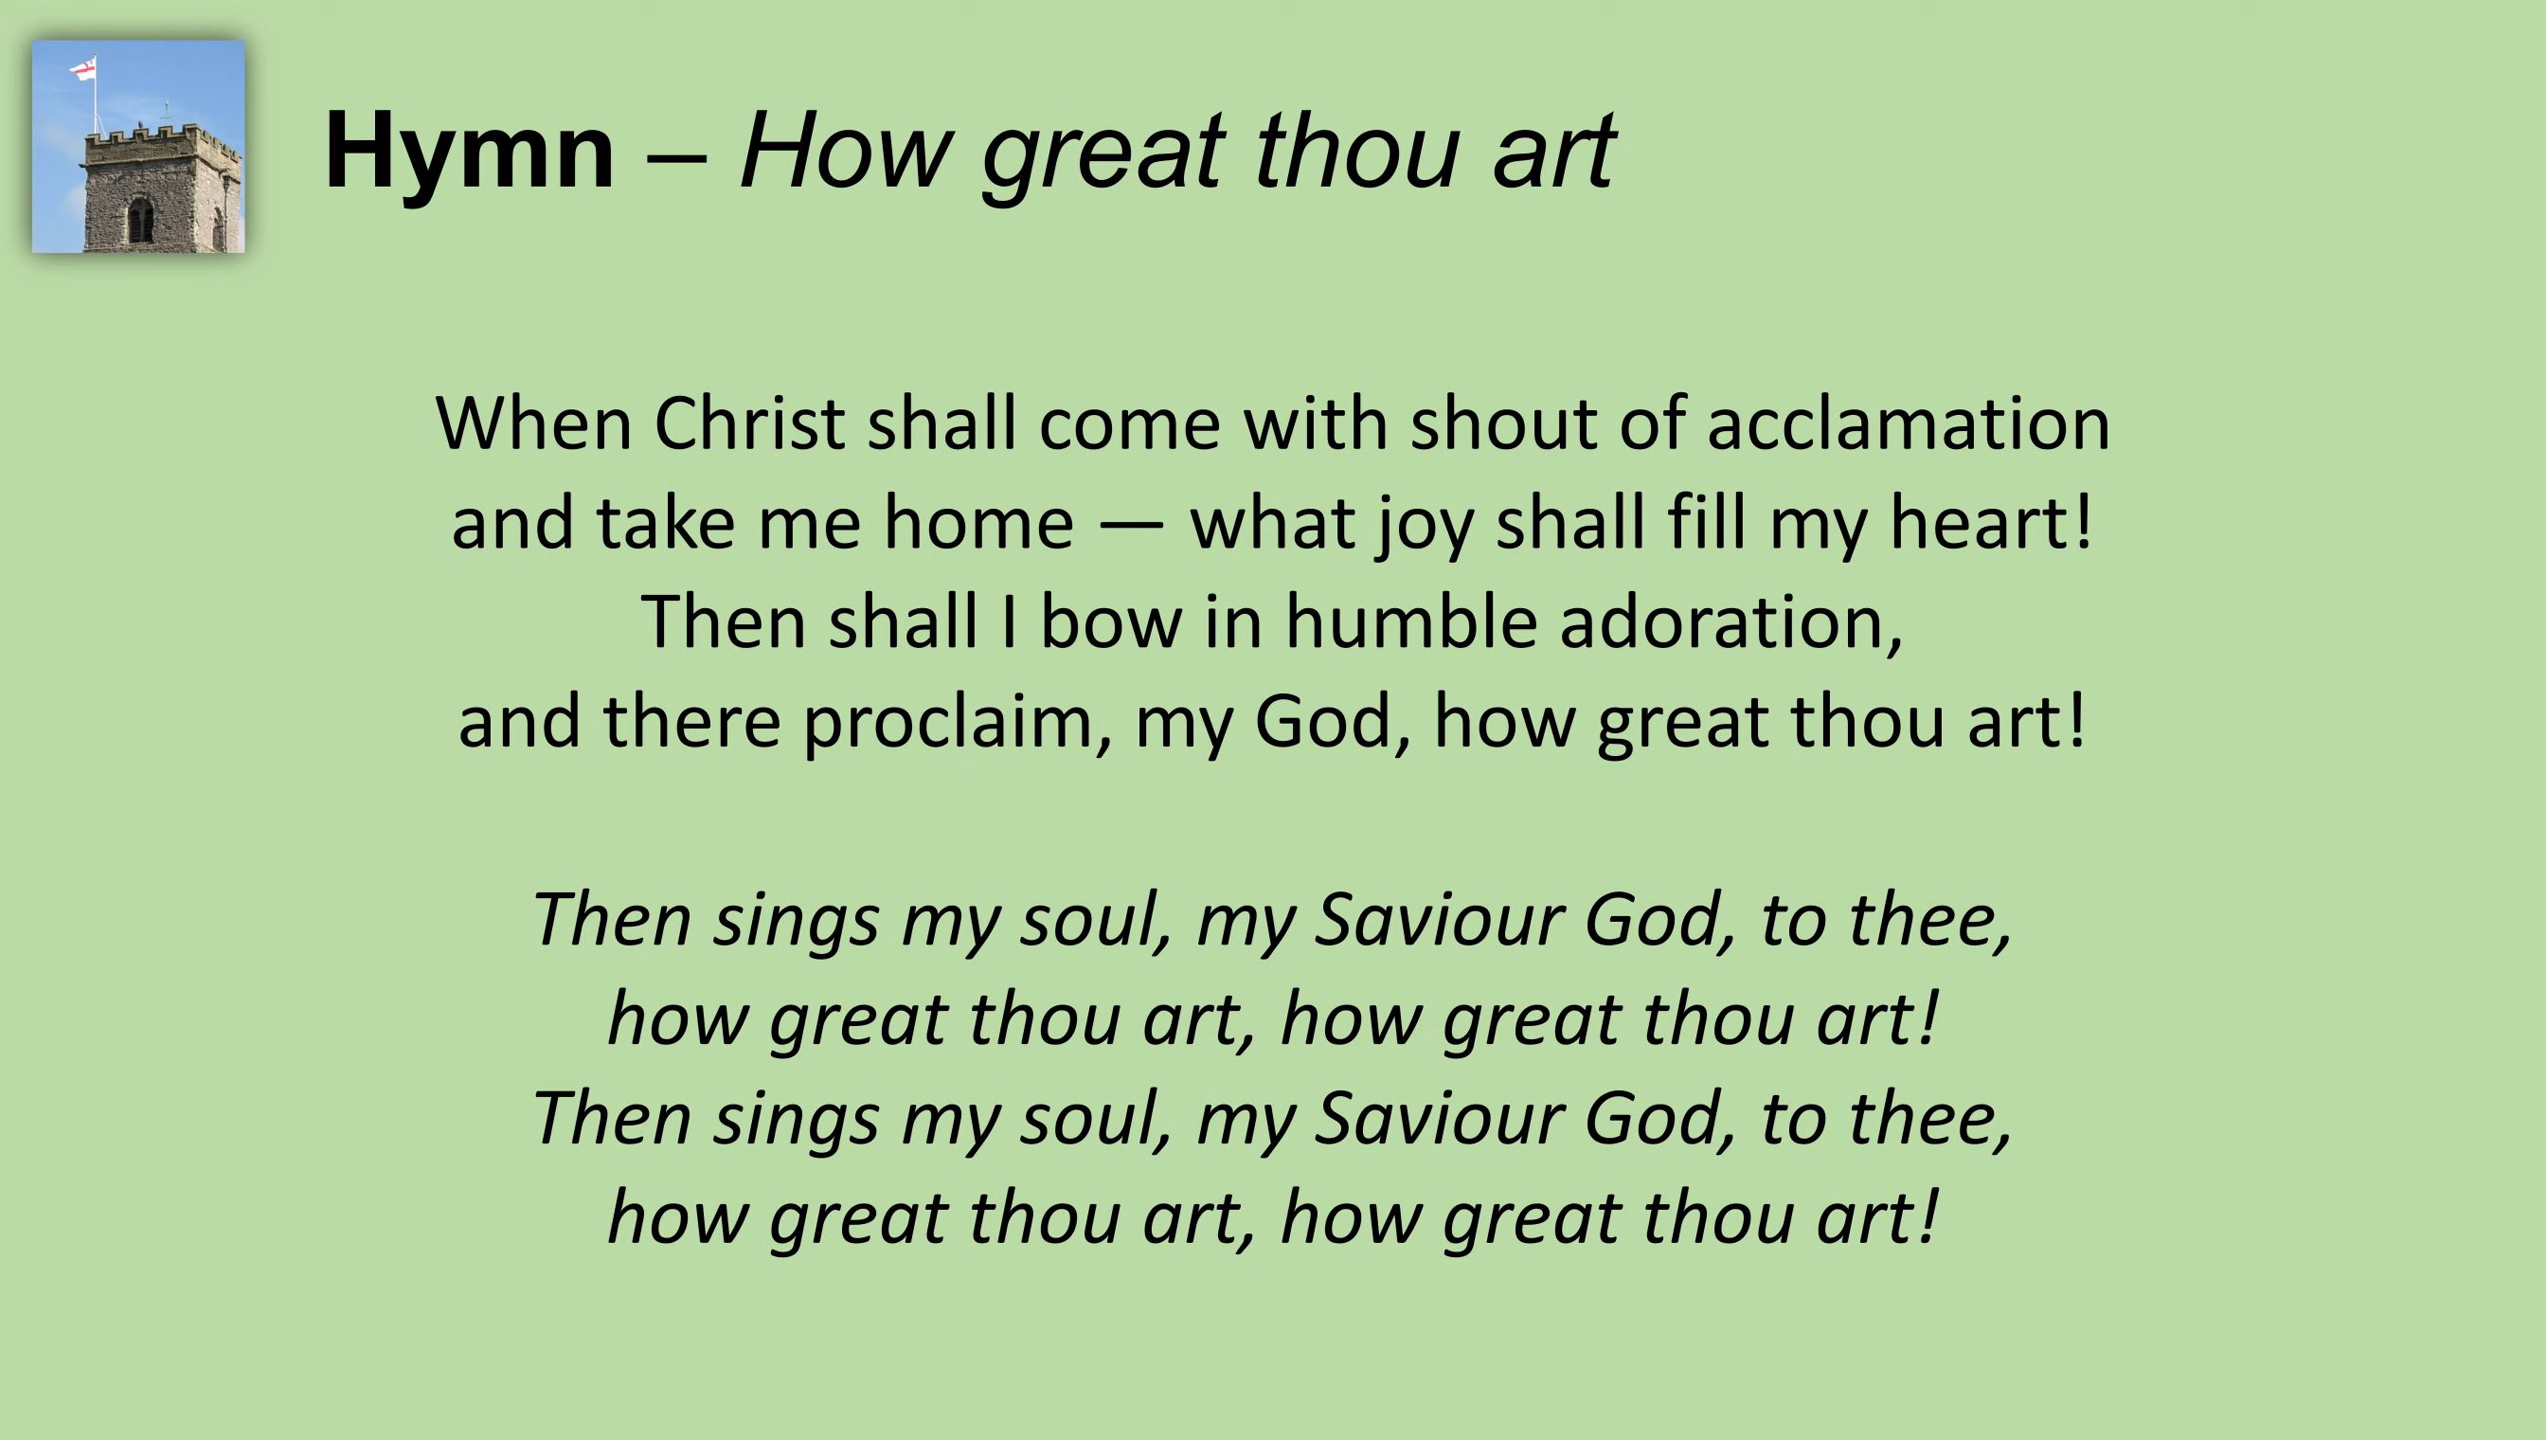 Hymn – How great thou art
When Christ shall come with shout of acclamation
and take me home — what joy shall fill my heart!
Then shall I bow in humble adoration,
and there proclaim, my God, how great thou art!
Then sings my soul, my Saviour God, to thee,
how great thou art, how great thou art!
Then sings my soul, my Saviour God, to thee,
how great thou art, how great thou art!